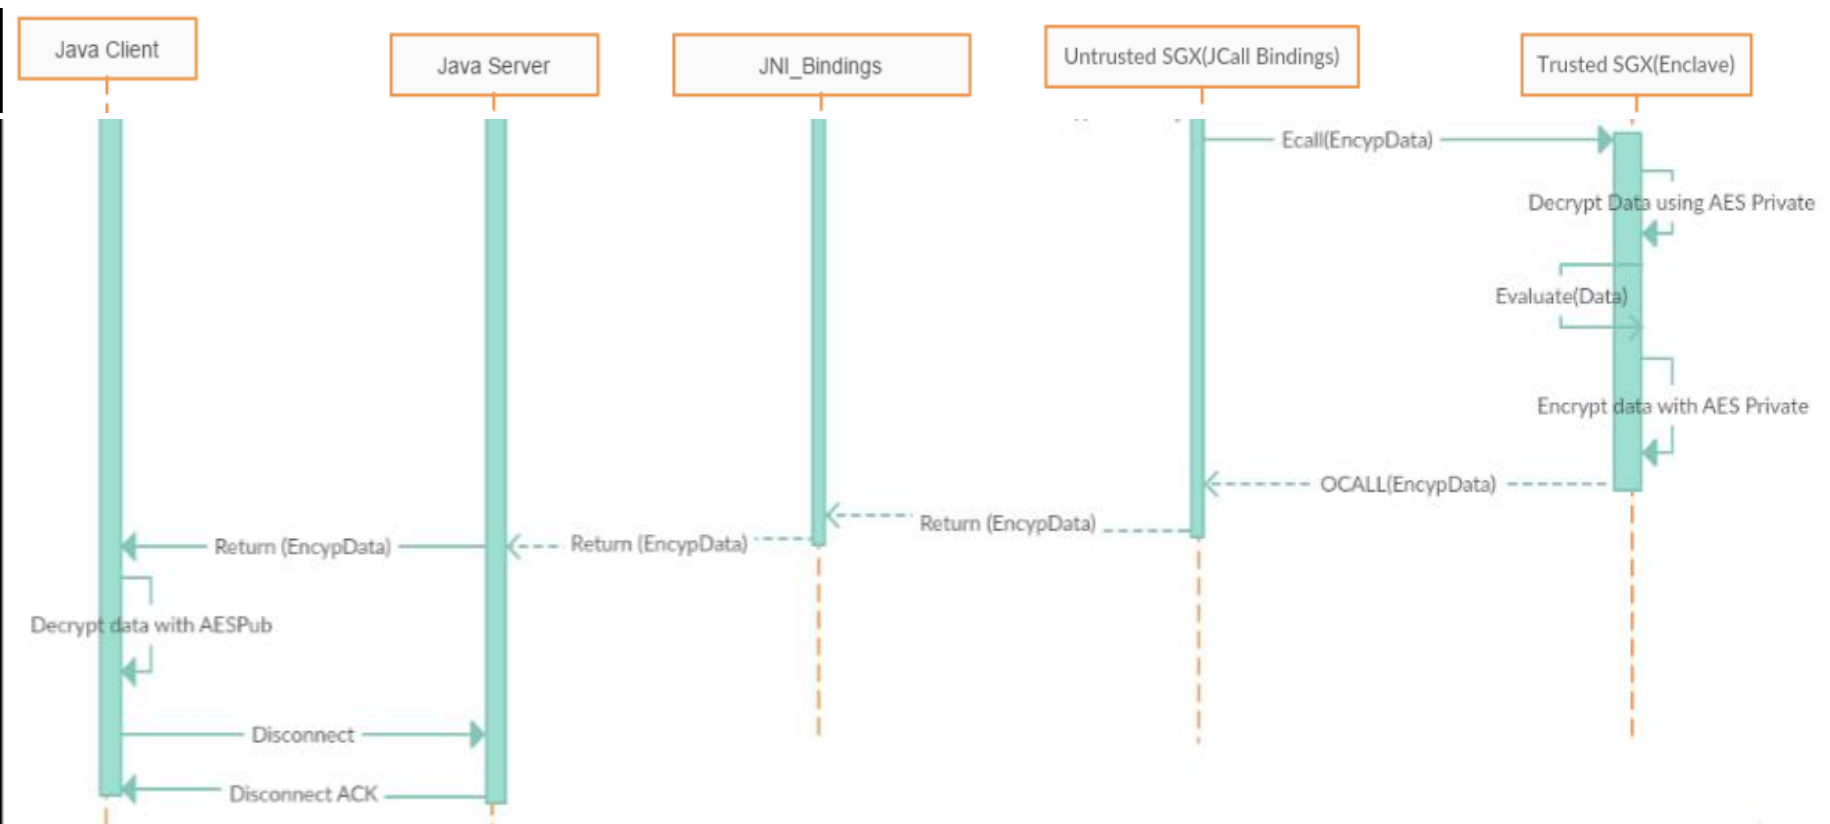 Java Client
Java Server
JNI_Bindings
Untrusted SGX(JCall Bindings)
Trusted SGX(Enclave)
Ecall(EncypData)
Decrypt Data using AES Private
Evaluate(Data)
Encrypt data with AES Private
OCALL(EncypData)
Return (EncypData)
Return (EncypData)
Return (EncypData)
Decrypt data with AESPub
Disconnect
Disconnect ACK